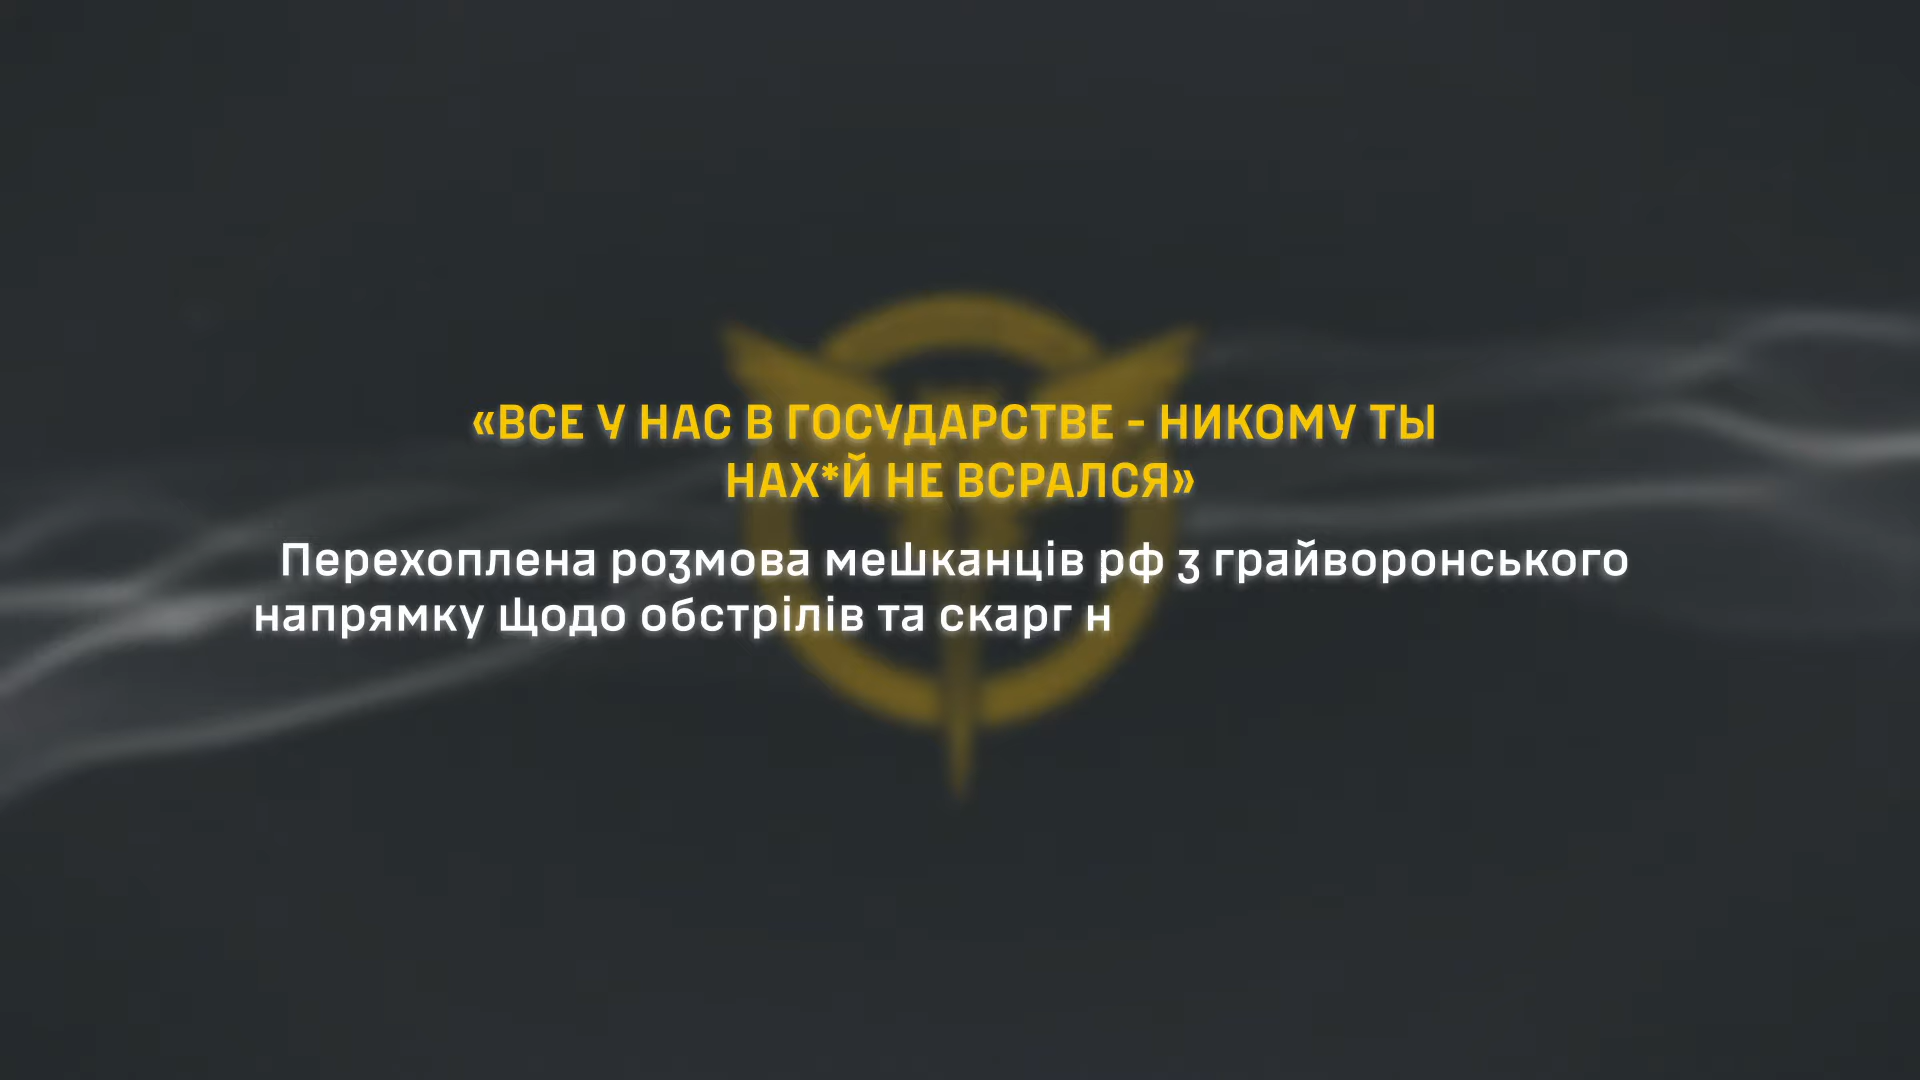 «ВСЕ У НАС В ГОСУДАРСТВЕ - НИКОМУ ТЫ
НАХ*Й НЕ ВСРАЛСЯ»
Перехоплена розмова мешканців рф з грайворонського
напрямку щодо обстрілів та скарг н